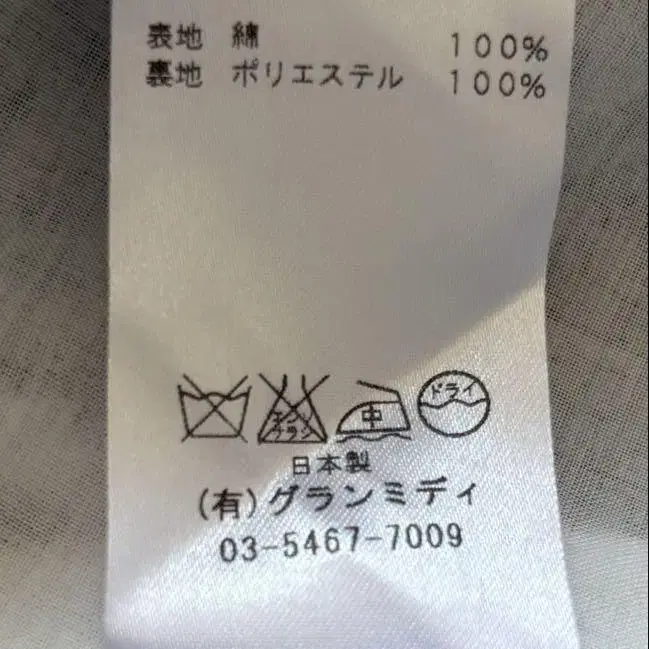 表地 綿 100%
裏地 ポリエステル 100%
エンソ
サラシ
中
ドライ
日本製
(有)グランミディ
03-5467-7009